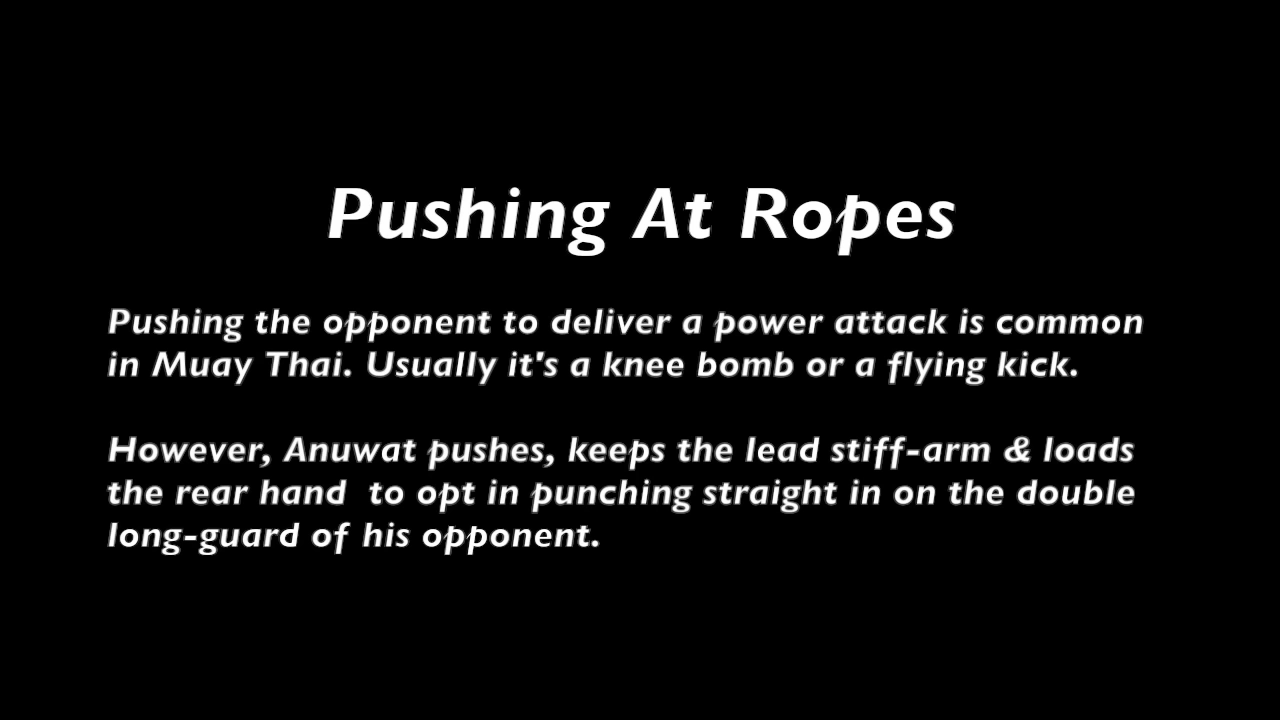 Pushing At Ropes
Pushing the opponent to deliver a power attack is common
in Muay Thai. Usually it's a knee bomb or a flying kick.
However, Anuwat pushes, keeps the lead stiff-arm & loads
the rear hand  to opt in punching straight in on the double
long-guard of his opponent.